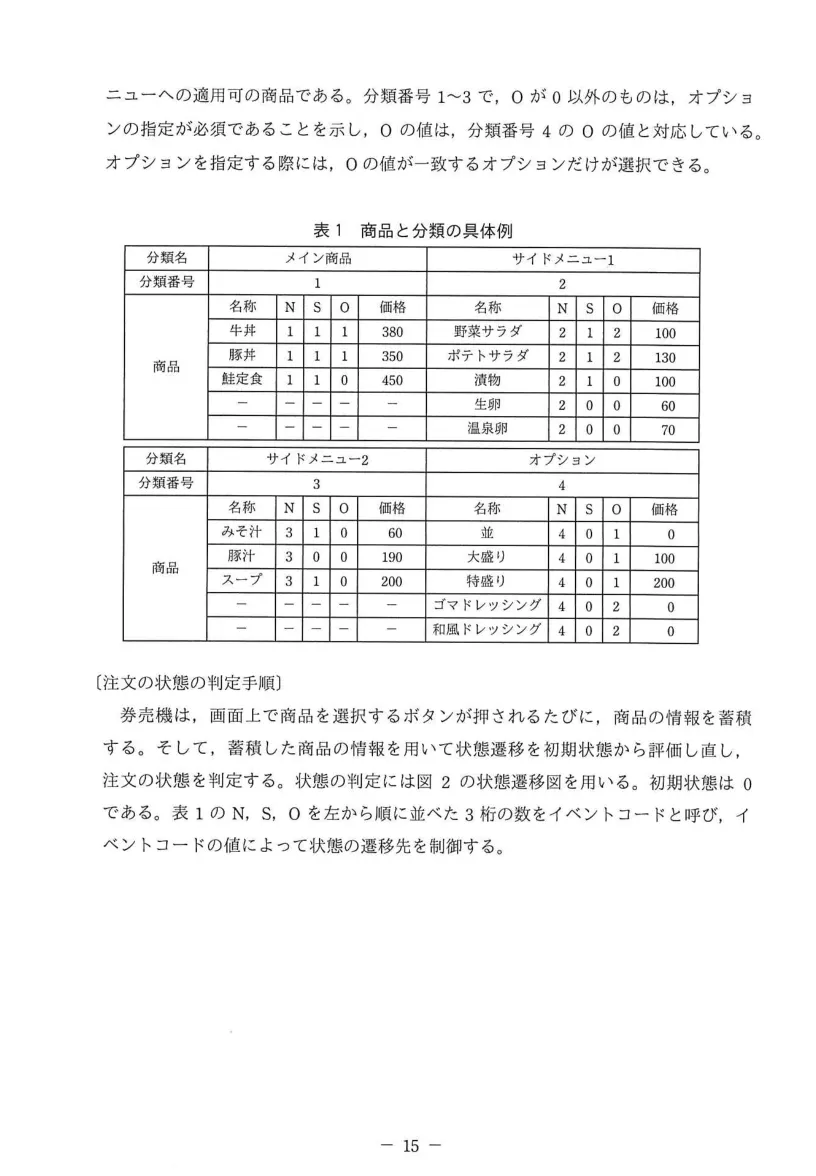 ニューへの適用可の商品である。分類番号 1～3 で，O が 0 以外のものは，オプショ
ンの指定が必須であることを示し，O の値は，分類番号 4 の O の値と対応している。
オプションを指定する際には，O の値が一致するオプションだけが選択できる。
表 1　商品と分類の具体例
分類名 メイン商品 サイドメニュー1
分類番号 1 2
商品
名称 N S O 価格 名称 N S O 価格
牛丼 1 1 1 380 野菜サラダ 2 1 2 100
豚丼 1 1 1 350 ポテトサラダ 2 1 2 130
鮭定食 1 1 0 450 漬物 2 1 0 100
－ － － － － 生卵 2 0 0 60
－ － － － － 温泉卵 2 0 0 70
分類名 サイドメニュー2 オプション
分類番号 3 4
商品
名称 N S O 価格 名称 N S O 価格
みそ汁 3 1 0 60 並 4 0 1 0
豚汁 3 0 0 190 大盛り 4 0 1 100
スープ 3 1 0 200 特盛り 4 0 1 200
－ － － － － ゴマドレッシング 4 0 2 0
－ － － － － 和風ドレッシング 4 0 2 0
〔注文の状態の判定手順〕
券売機は，画面上で商品を選択するボタンが押されるたびに，商品の情報を蓄積
する。そして，蓄積した商品の情報を用いて状態遷移を初期状態から評価し直し，
注文の状態を判定する。状態の判定には図 2 の状態遷移図を用いる。初期状態は 0
である。表 1 の N，S，O を左から順に並べた 3 桁の数をイベントコードと呼び，イ
ベントコードの値によって状態の遷移先を制御する。
－ 15 －